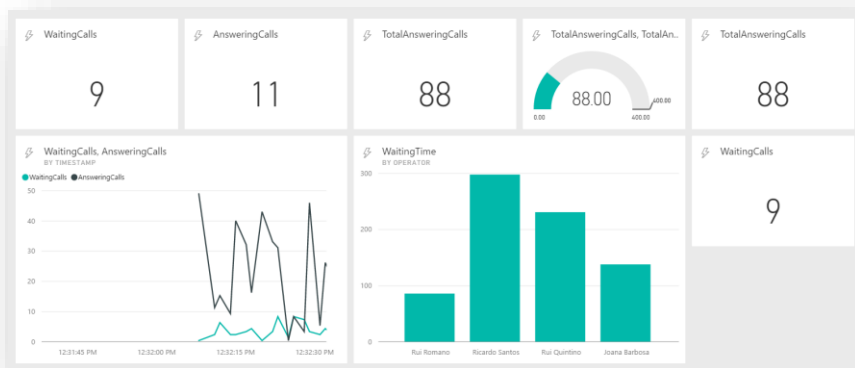 WaitingCalls
9
AnsweringCalls
11
TotalAnsweringCalls
88
TotalAnsweringCalls, TotalAn..
88.00
400.00
0.00
400.00
TotalAnsweringCalls
88
WaitingCalls, AnsweringCalls
BY TIMESTAMP
WaitingCalls AnsweringCalls
50
40
30
20
10
0
12:31:45 PM 12:32:00 PM 12:32:15 PM 12:32:30 PM
WaitingTime
BY OPERATOR
300
200
100
0
Rui Romano Ricardo Santos Rui Quintino Joana Barbosa
WaitingCalls
9